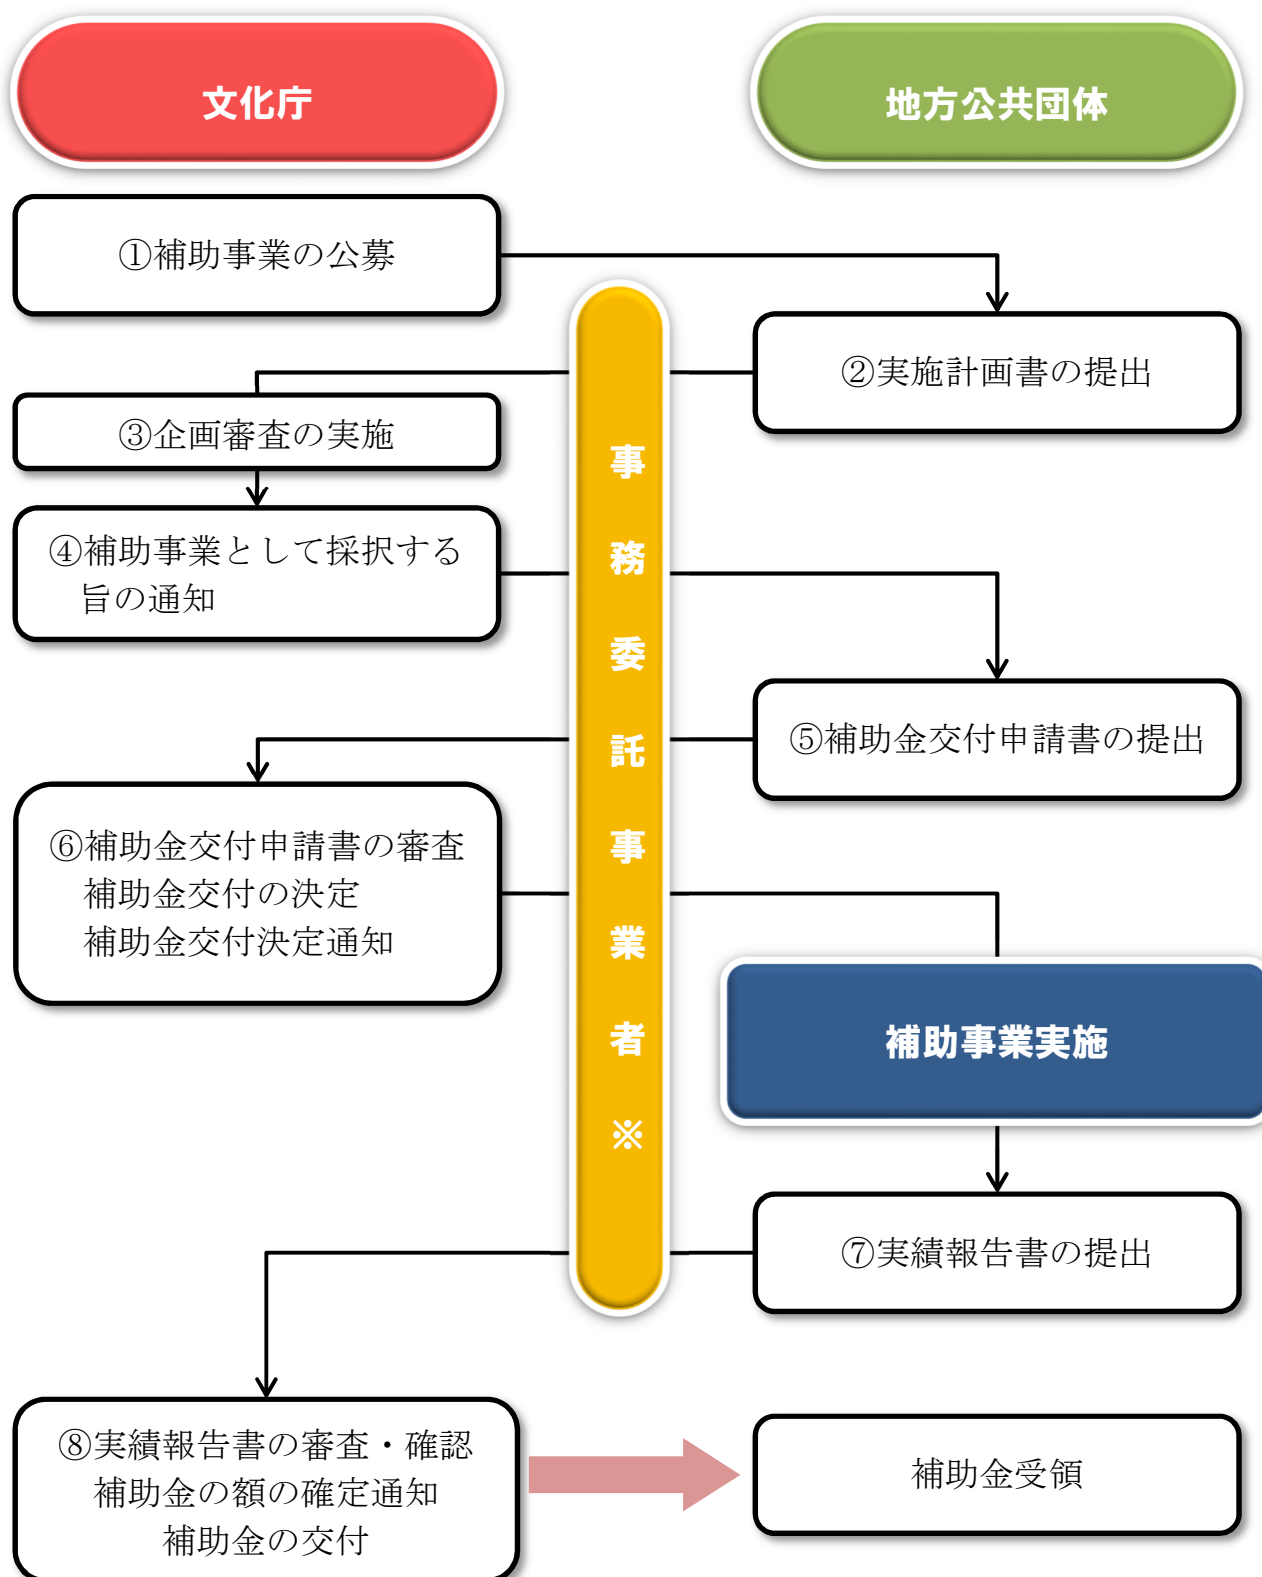 文化庁
地方公共団体
①補助事業の公募
②実施計画書の提出
③企画審査の実施
④補助事業として採択する
旨の通知
⑤補助金交付申請書の提出
⑥補助金交付申請書の審査
補助金交付の決定
補助金交付決定通知
事務委託事業者※
補助事業実施
⑦実績報告書の提出
⑧実績報告書の審査・確認
補助金の額の確定通知
補助金の交付
補助金受領